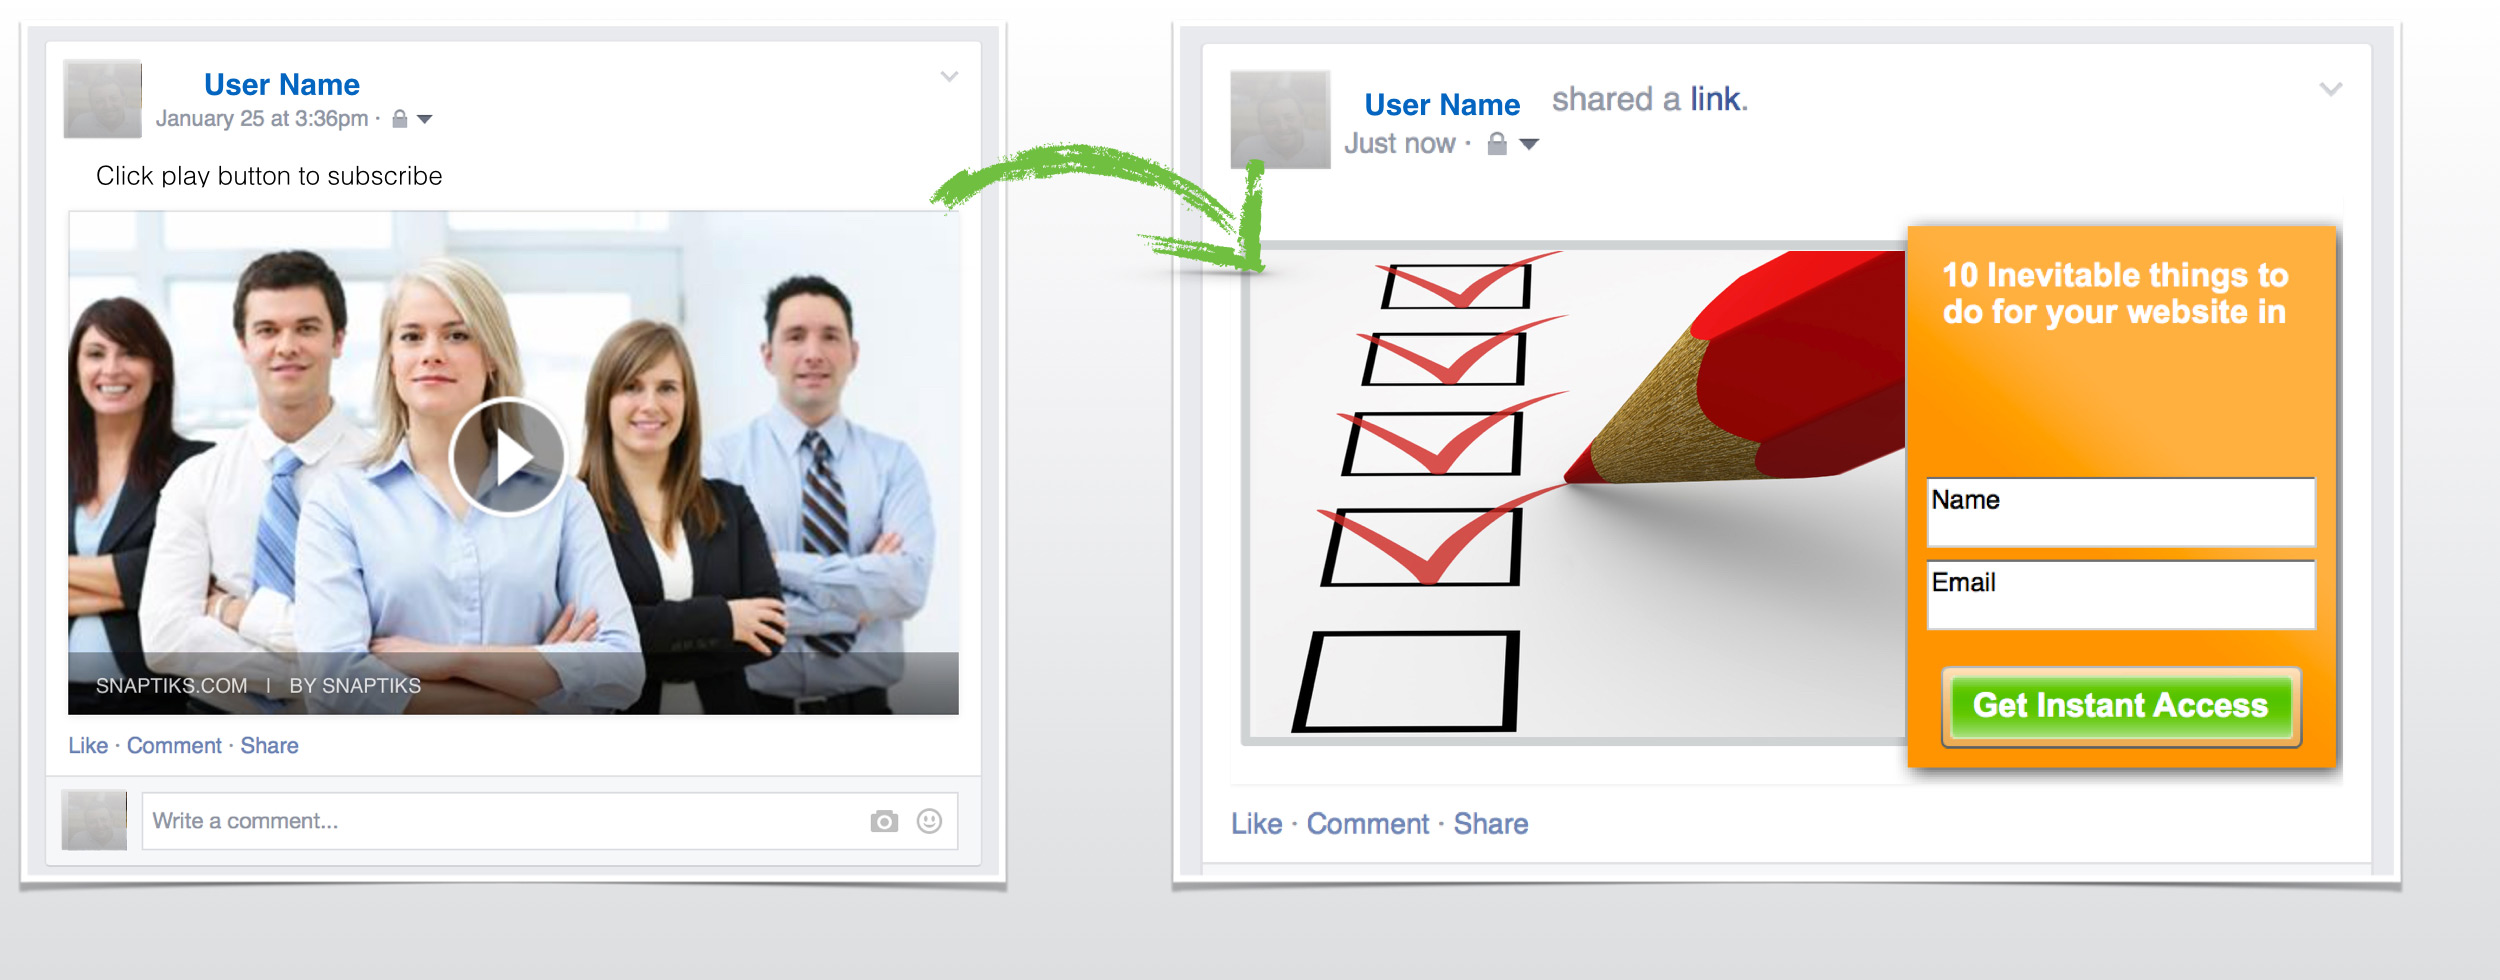 User Name
January 25 at 3:36pm ·
Click play button to subscribe
SNAPTIKS.COM | BY SNAPTIKS
Like · Comment · Share
Write a comment...
User Name shared a link.
Just now ·
10 Inevitable things to
do for your website in
Name
Email
Get Instant Access
Like · Comment · Share